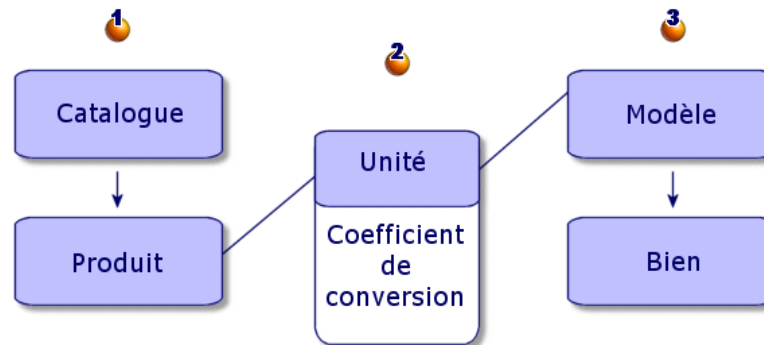 1
2
3
Catalogue
Produit
Unité
Coefficient
de
conversion
Modèle
Bien